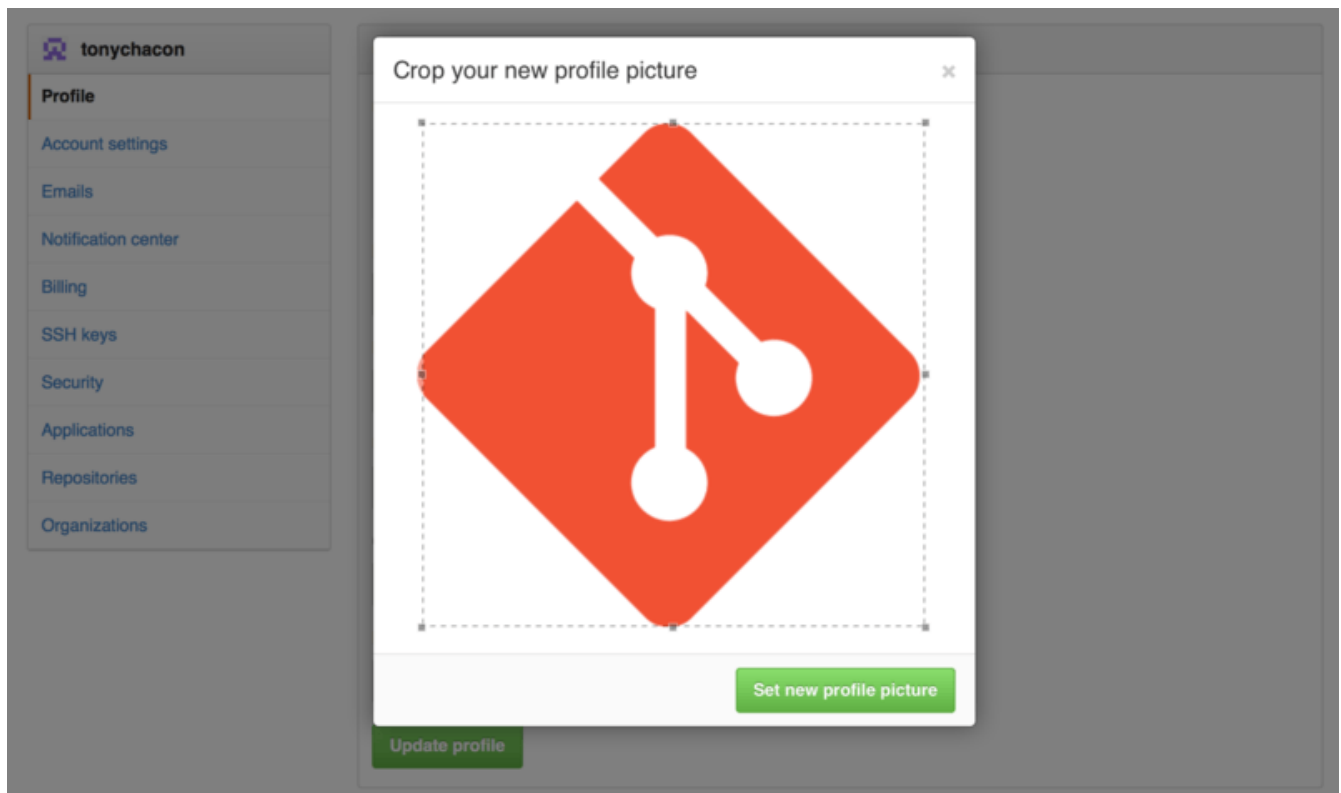 tonychacon
Profile
Account settings
Emails
Notification center
Billing
SSH keys
Security
Applications
Repositories
Organizations
Crop your new profile picture
×
Set new profile picture
Update profile